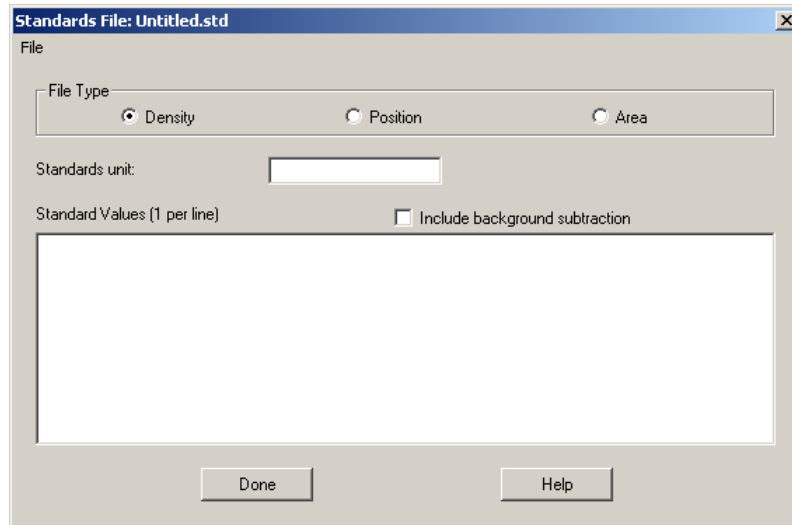 Standards File: Untitled.std
File
File Type
Density Position Area
Standards unit:
Standard Values (1 per line) Include background subtraction
Done Help